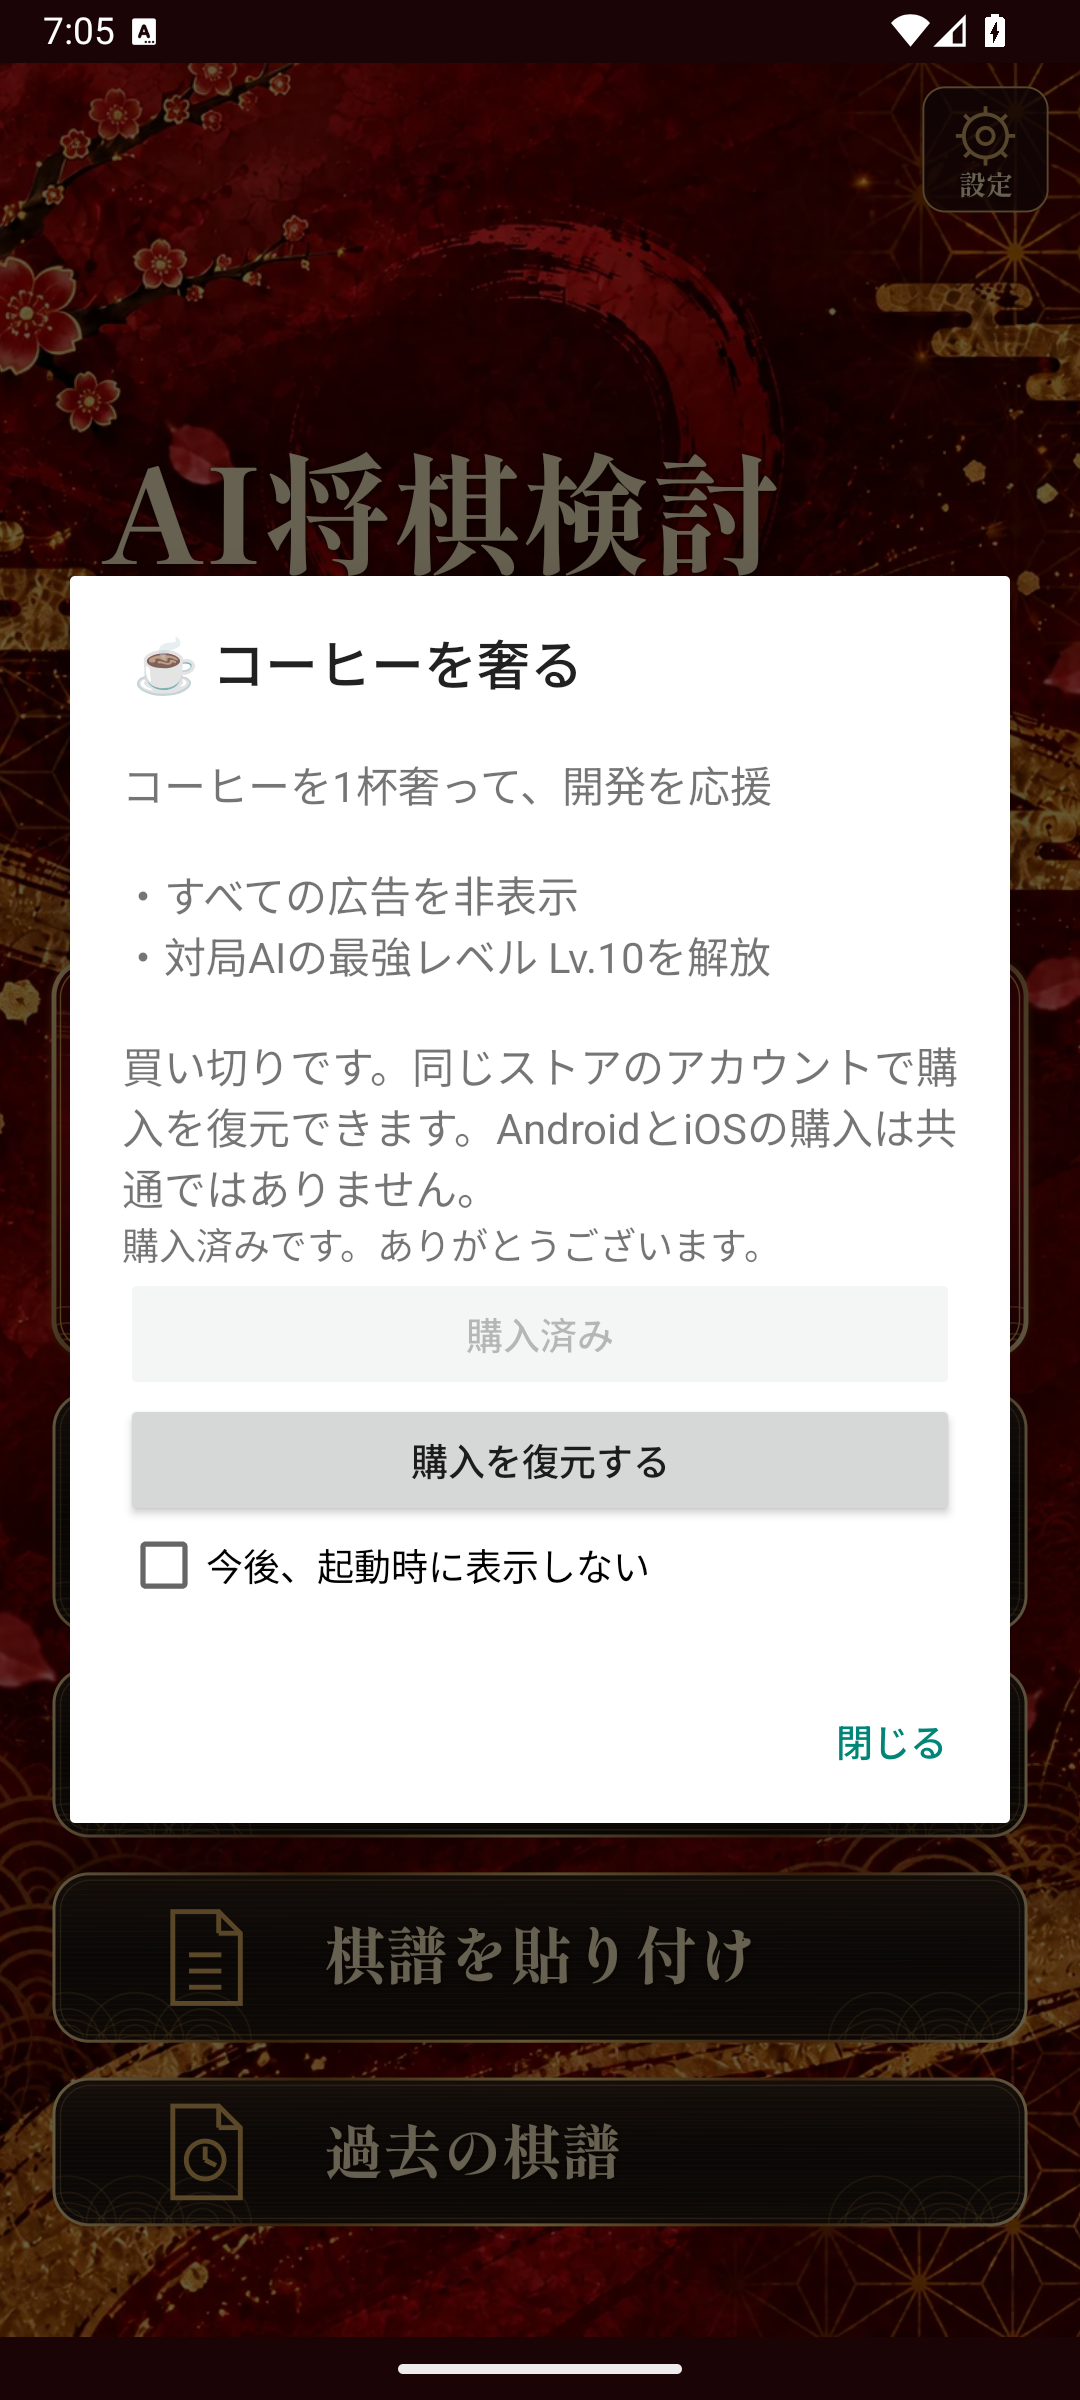 7:05
設定
AI将棋検討
☕ コーヒーを奢る
コーヒーを1杯奢って、開発を応援
・すべての広告を非表示
・対局AIの最強レベル Lv.10を解放
買い切りです。同じストアのアカウントで購
入を復元できます。AndroidとiOSの購入は共
通ではありません。
購入済みです。ありがとうございます。
購入済み
購入を復元する
今後、起動時に表示しない
閉じる
棋譜を貼り付け
過去の棋譜